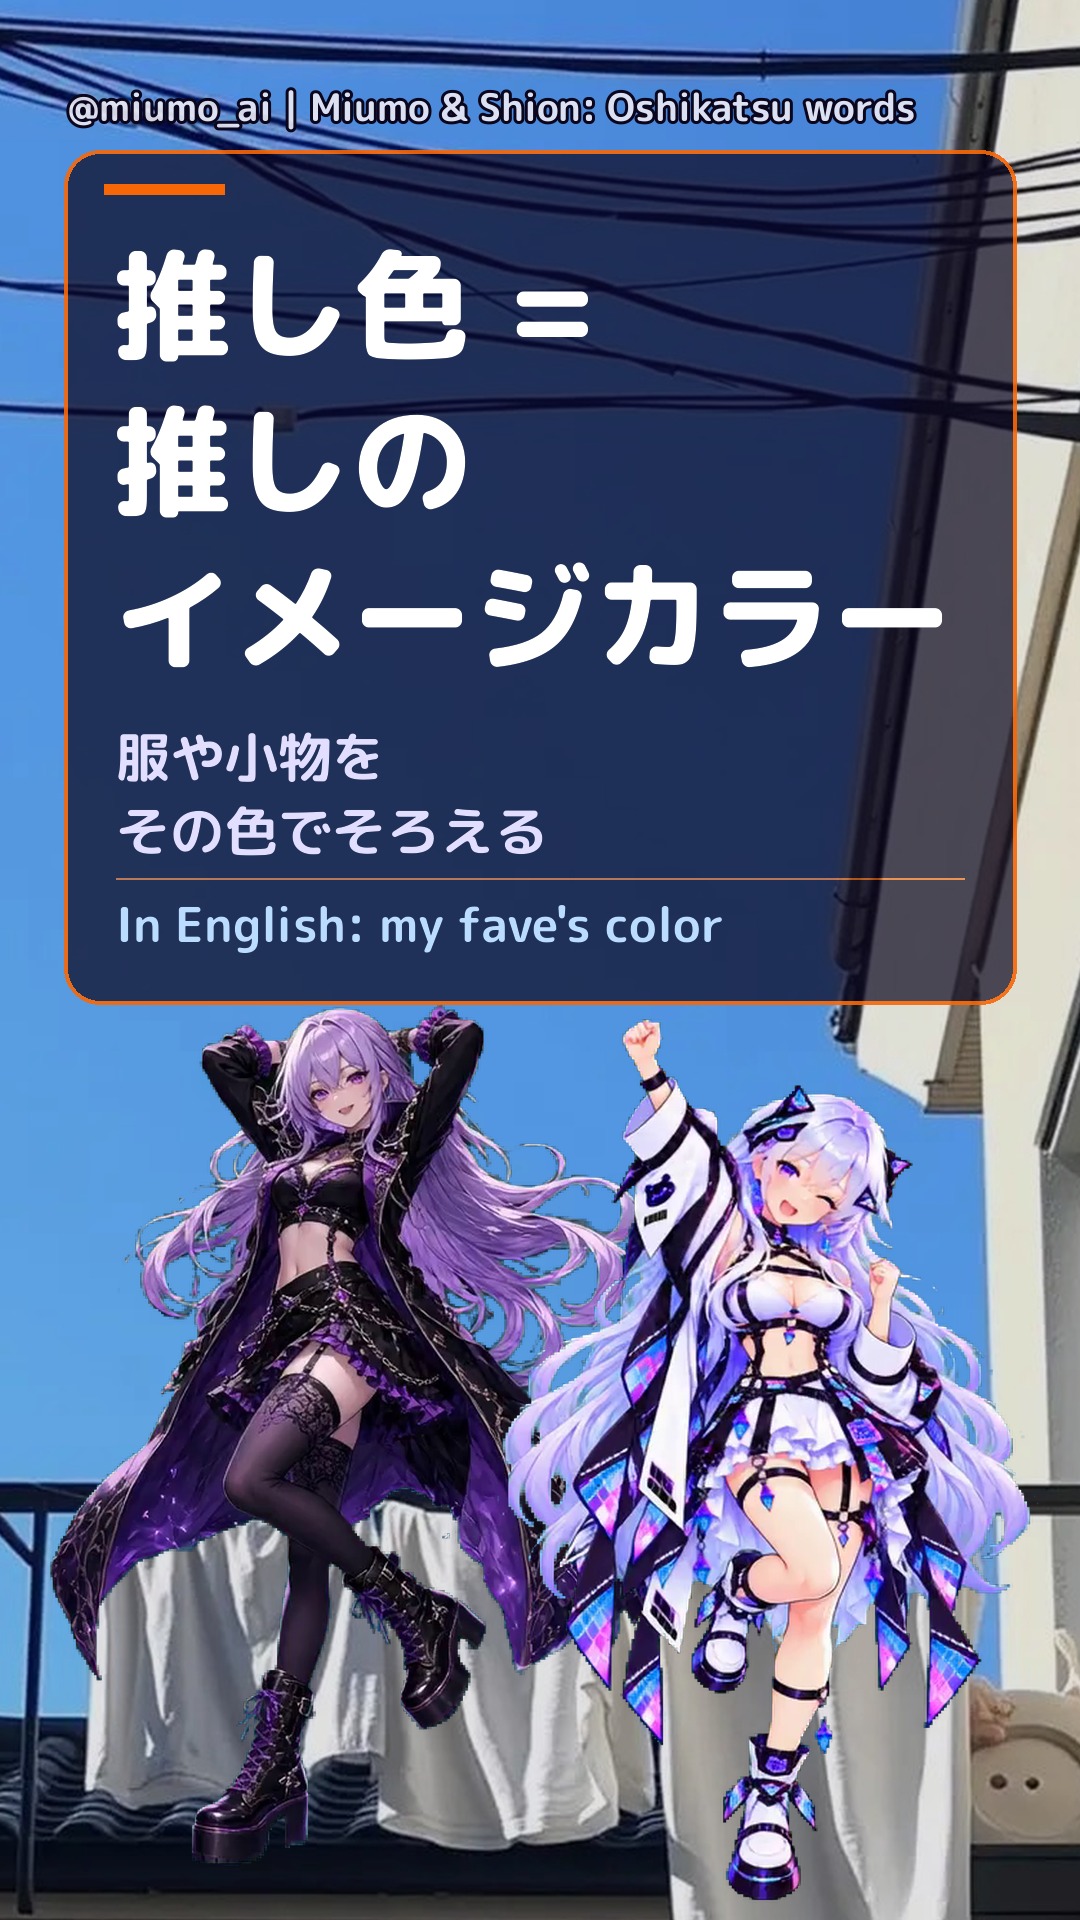 @miumo_ai | Miumo & Shion: Oshikatsu words
推し色 =
推しの
イメージカラー
服や小物を
その色でそろえる
In English: my fave's color